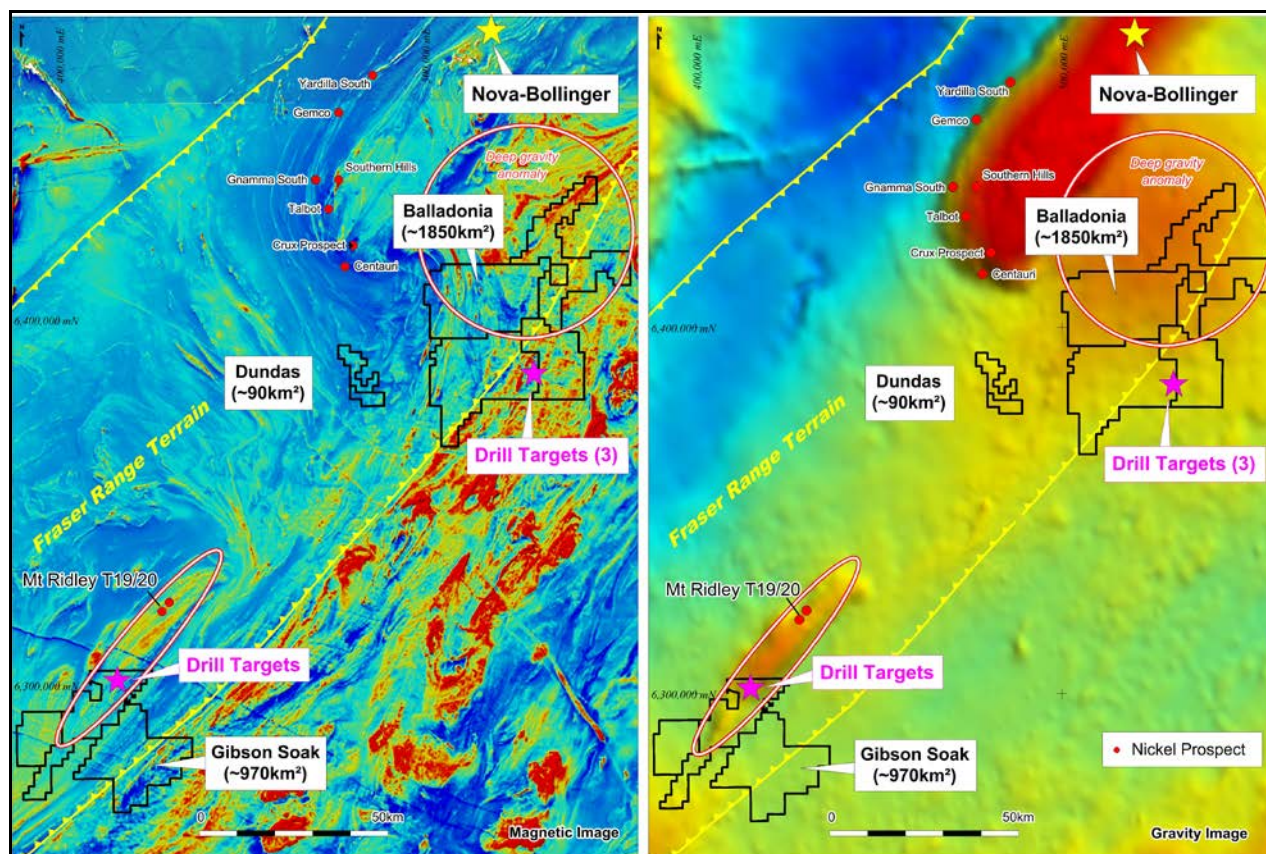 400,000 mE
500,000 mE
Yardilla South
Nova-Bollinger
Gemco
Deep gravity
anomaly
Gnamma South
Southern Hills
Talbot
Balladonia
(~1850km²)
Crux Prospect
Centauri
6,400,000 mN
Dundas
(~90km²)
Drill Targets (3)
Fraser Range Terrain
Mt Ridley T19/20
Drill Targets
6,300,000 mN
Gibson Soak
(~970km²)
0
50km
Magnetic Image
400,000 mE
500,000 mE
Yardilla South
Nova-Bollinger
Gemco
Deep gravity
anomaly
Gnamma South
Southern Hills
Talbot
Balladonia
(~1850km²)
Crux Prospect
Centauri
6,400,000 mN
Dundas
(~90km²)
Drill Targets (3)
Fraser Range Terrain
Mt Ridley T19/20
Drill Targets
6,300,000 mN
Gibson Soak
(~970km²)
Nickel Prospect
0
50km
Gravity Image